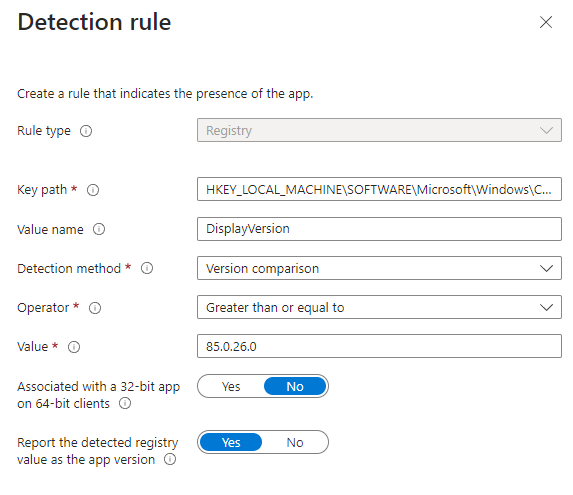 Detection rule
Create a rule that indicates the presence of the app.
Rule type
Registry
Key path *
HKEY_LOCAL_MACHINE\SOFTWARE\Microsoft\Windows\C...
Value name
DisplayVersion
Detection method *
Version comparison
Operator *
Greater than or equal to
Value *
85.0.26.0
Associated with a 32-bit app
on 64-bit clients
Yes No
Report the detected registry
value as the app version
Yes No